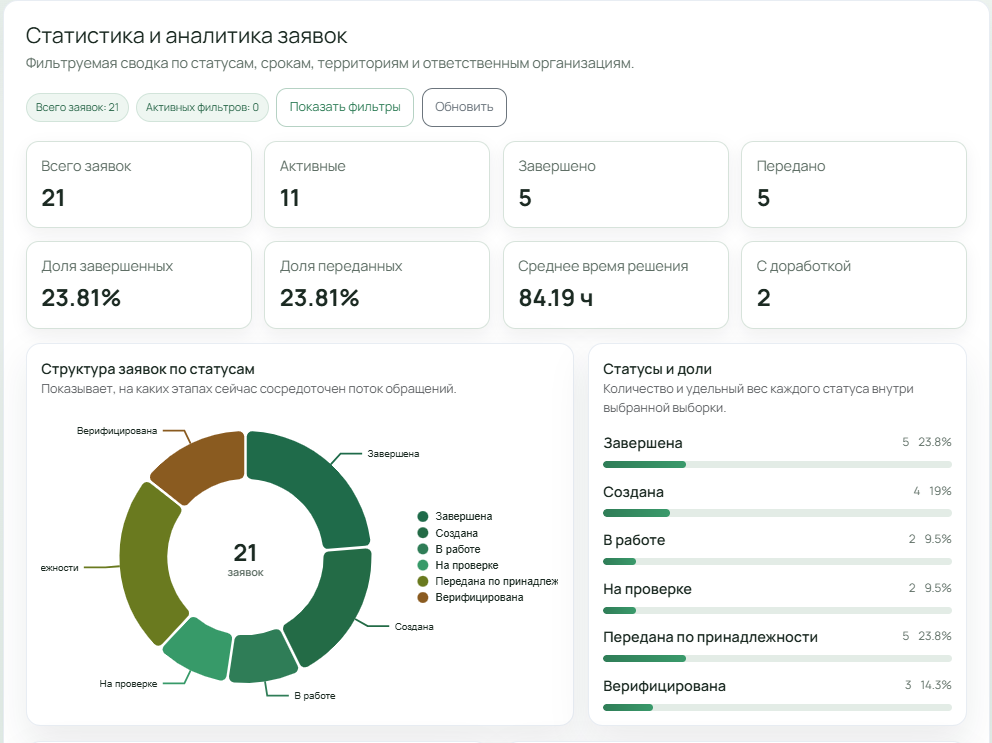 Статистика и аналитика заявок
Фильтруемая сводка по статусам, срокам, территориям и ответственным организациям.
Всего заявок: 21
Активных фильтров: 0
Показать фильтры
Обновить
Всего заявок
21
Активные
11
Завершено
5
Передано
5
Доля завершенных
23.81%
Доля переданных
23.81%
Среднее время решения
84.19 ч
С доработкой
2
Структура заявок по статусам
Показывает, на каких этапах сейчас сосредоточен поток обращений.
Верифицирована
Завершена
ежности
21
заявок
Создана
На проверке
В работе
Завершена
Создана
В работе
На проверке
Передана по принадлеж
Верифицирована
Статусы и доли
Количество и удельный вес каждого статуса внутри
выбранной выборки.
Завершена 5 23.8%
Создана 4 19%
В работе 2 9.5%
На проверке 2 9.5%
Передана по принадлежности 5 23.8%
Верифицирована 3 14.3%